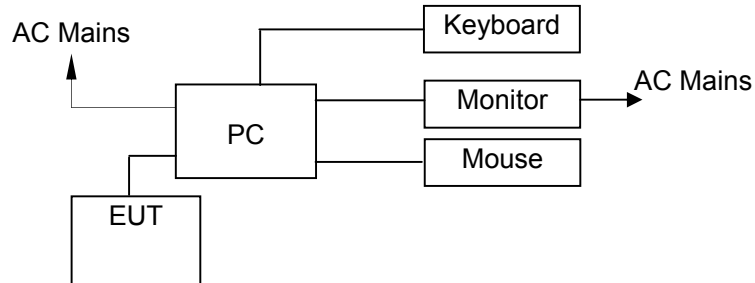 Keyboard
AC Mains
AC Mains
Monitor
PC
Mouse
EUT